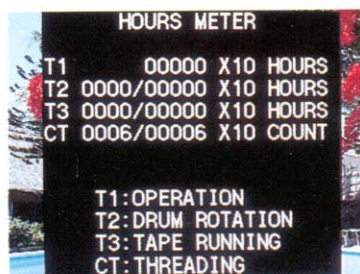 HOURS METER
T1 00000 X10 HOURS
T2 0000/00000 X10 HOURS
T3 0000/00000 X10 HOURS
CT 0006/00006 X10 COUNT
T1:OPERATION
T2:DRUM ROTATION
T3:TAPE RUNNING
CT:THREADING